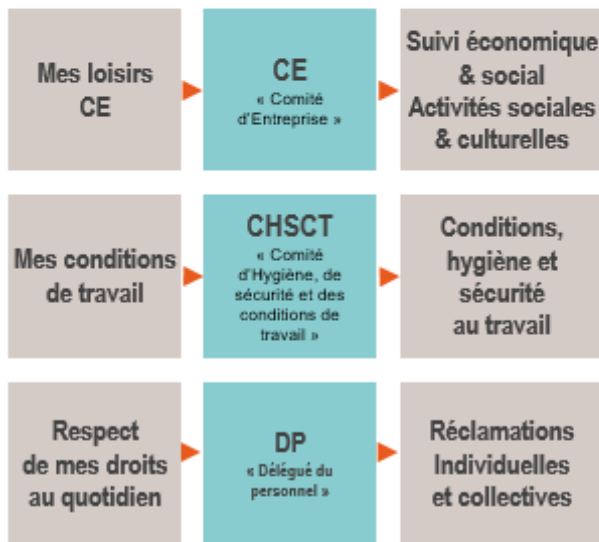 Mes loisirs
CE
CE
« Comité
d'Entreprise »
Suivi économique
& social
Activités sociales
& culturelles
Mes conditions
de travail
CHSCT
« Comité
d'Hygiène, de
sécurité et des
conditions de
travail »
Conditions,
hygiène et
sécurité
au travail
Respect
de mes droits
au quotidien
DP
« Délégué du
personnel »
Réclamations
Individuelles
et collectives